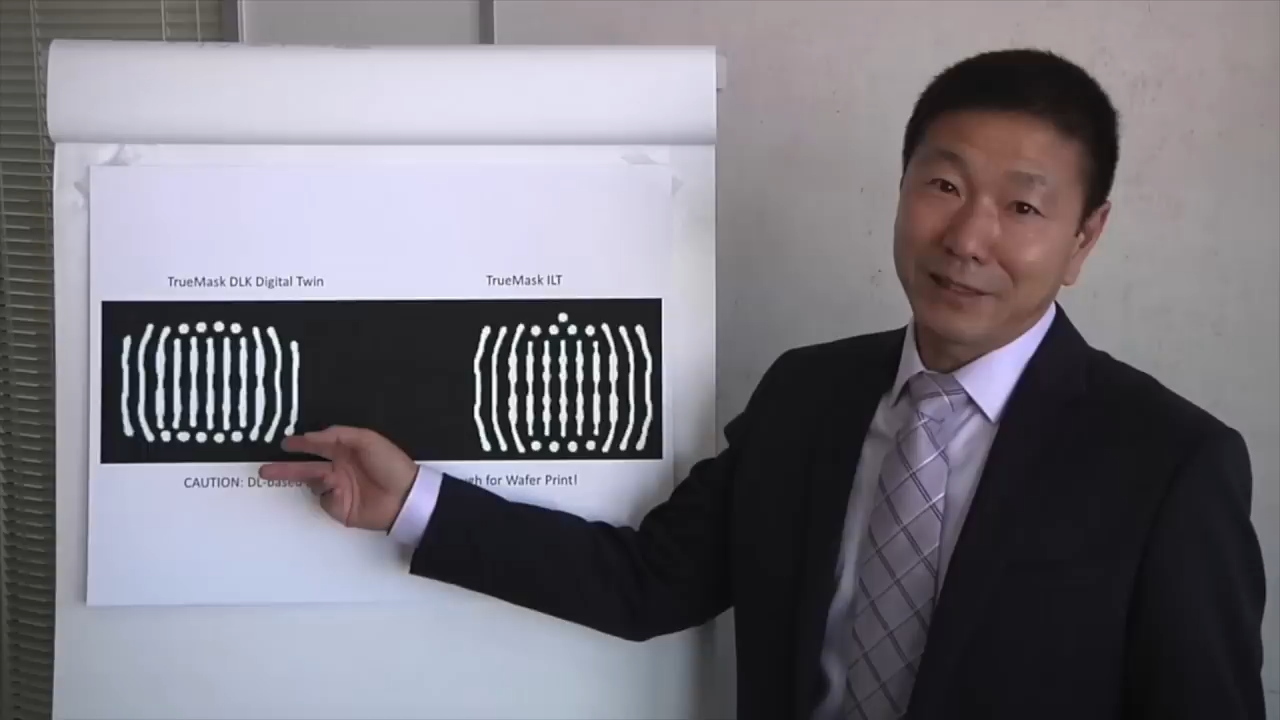 TrueMask DLK Digital Twin
TrueMask ILT
CAUTION: DL-based for Wafer Print!